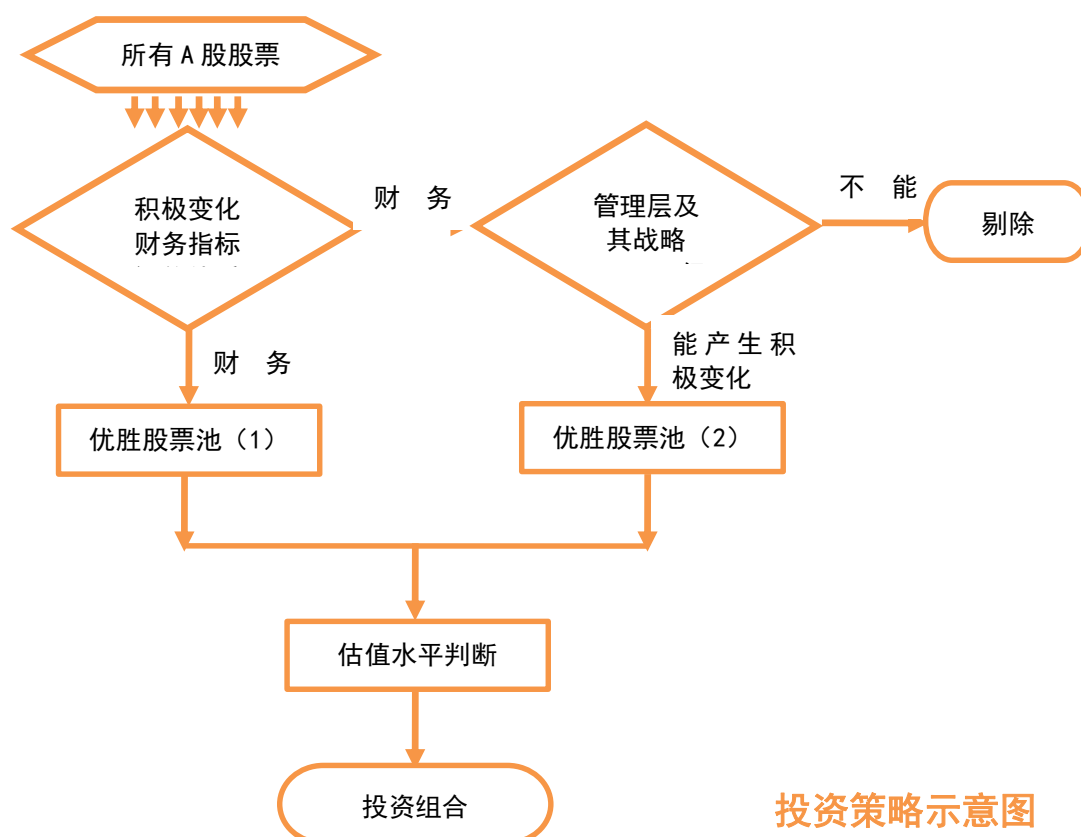 所有 A 股股票
积极变化
财务指标
财 务
管理层及
其战略
不 能
剔除
财 务
能产生积
极变化
优胜股票池（1）
优胜股票池（2）
估值水平判断
投资组合
投资策略示意图